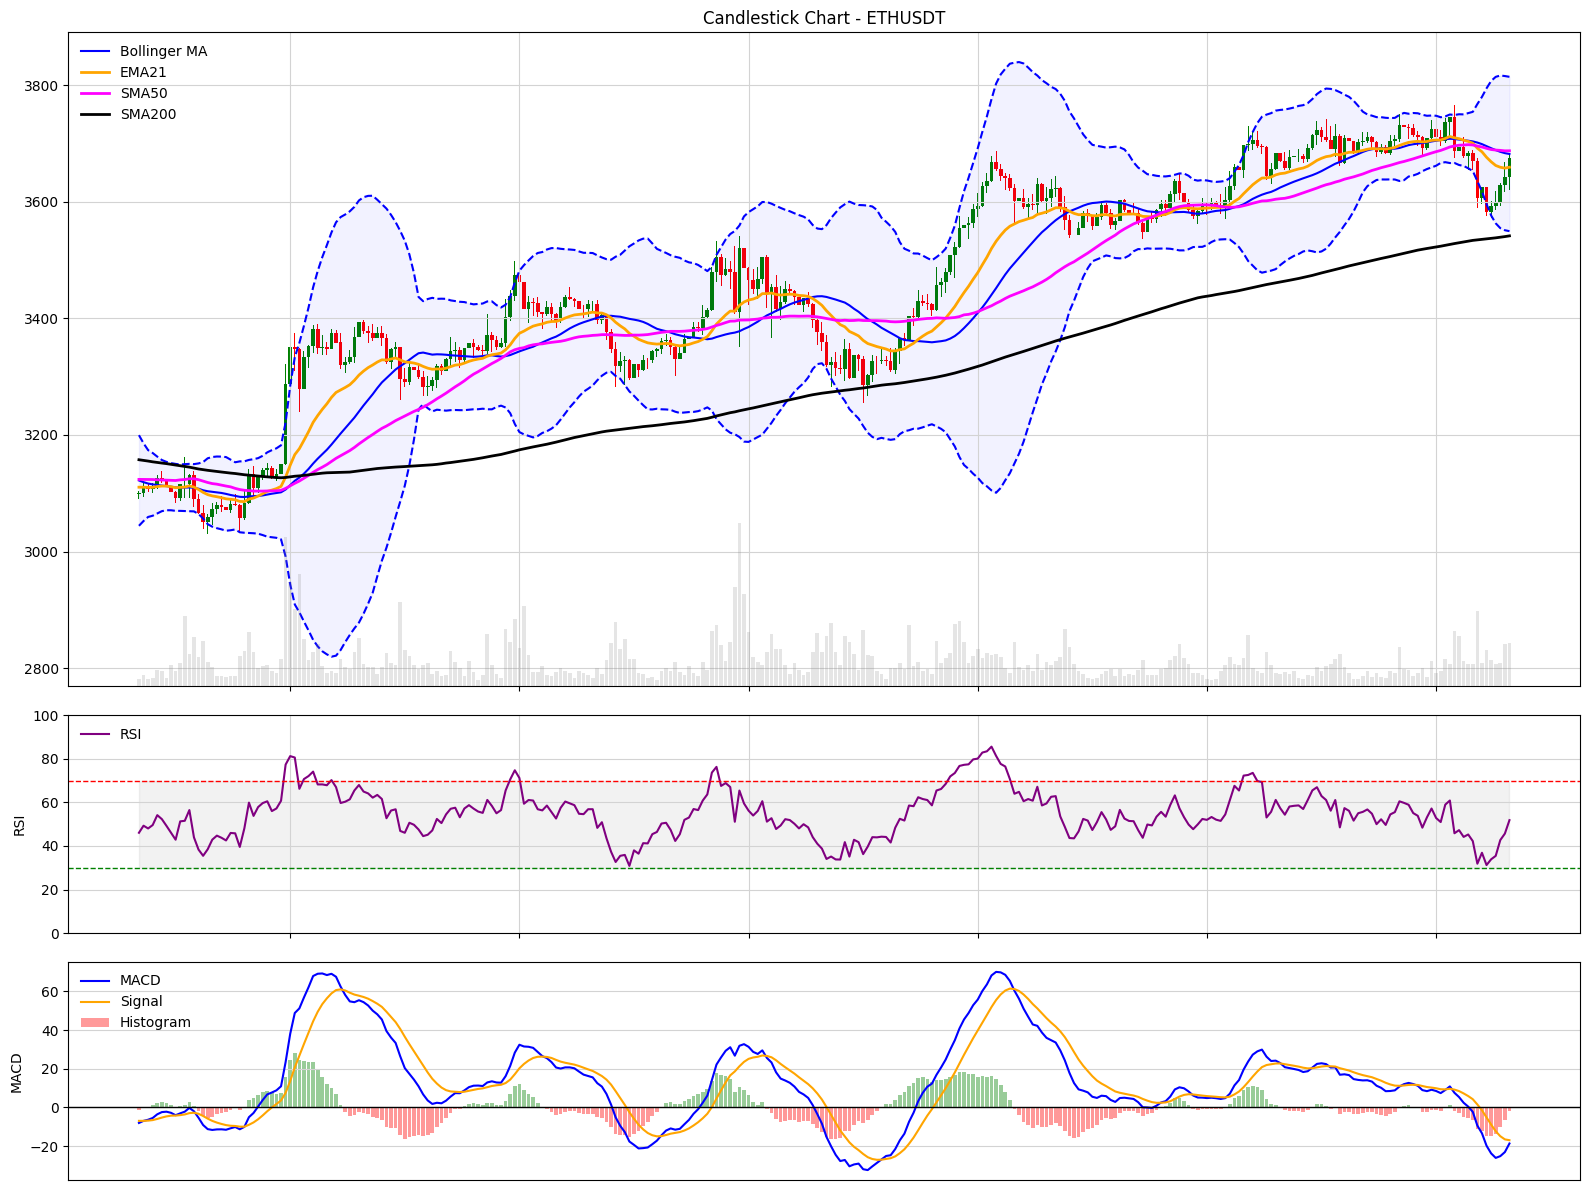 Candlestick Chart - ETHUSDT
Bollinger MA
EMA21
SMA50
SMA200
3800
3600
3400
3200
3000
2800
RSI
100
80
60
40
20
0
RSI
MACD
Signal
Histogram
60
40
20
0
−20
MACD